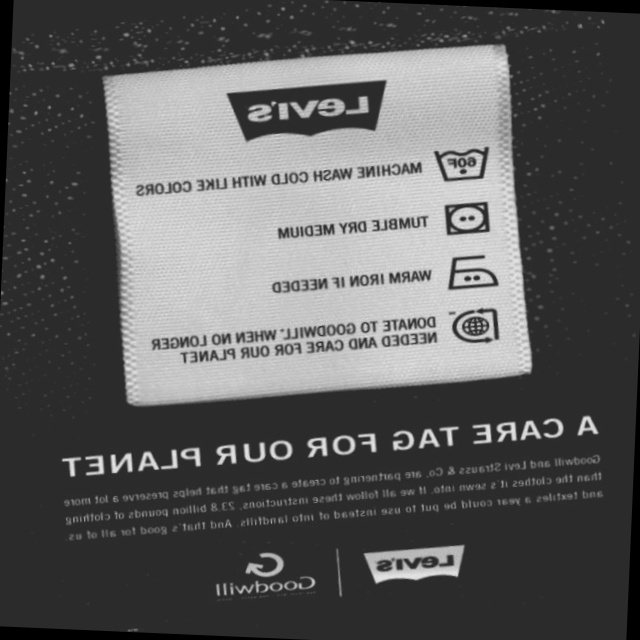 Levi's
60F
MACHINE WASH COLD WITH LIKE COLORS
TUMBLE DRY MEDIUM
WARM IRON IF NEEDED
DONATE TO GOODWILL™ WHEN NO LONGER
NEEDED AND CARE FOR OUR PLANET
A CARE TAG FOR OUR PLANET
Goodwill and Levi Strauss & Co. are partnering to create a care tag that helps preserve a lot more
than the clothes it's sewn into. If we all follow these instructions, 23.8 billion pounds of clothing
and textiles a year could be put to use instead of into landfills. And that's good for all of us.
Levi's
Goodwill